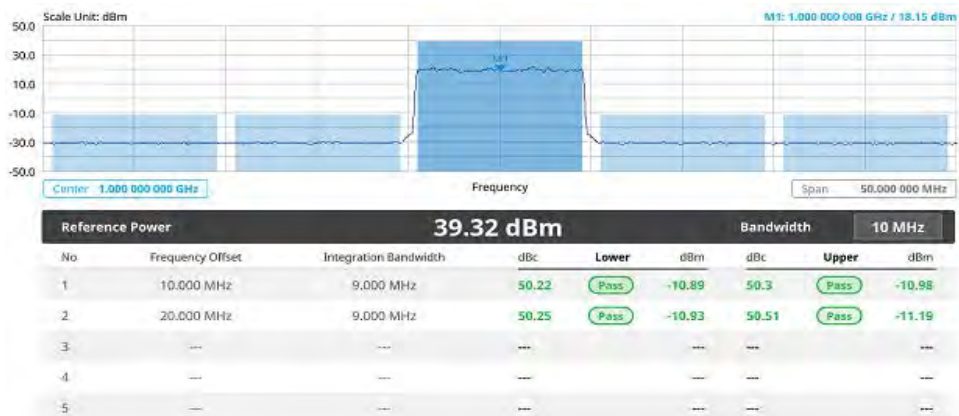 Scale Unit: dBm M1: 1.000 000 000 GHz / 18.15 dBm
50.0
30.0
M1
10.0
-10.0
-30.0
-50.0
Center 1.000 000 000 GHz Frequency Span 50.000 000 MHz
Reference Power 39.32 dBm Bandwidth 10 MHz
No Frequency Offset Integration Bandwidth dBc Lower dBm dBc Upper dBm
1 10.000 MHz 9.000 MHz 50.22 Pass -10.89 50.3 Pass -10.98
2 20.000 MHz 9.000 MHz 50.25 Pass -10.93 50.51 Pass -11.19
3 --- --- --- --- --- ---
4 --- --- --- --- --- ---
5 --- --- --- --- --- ---